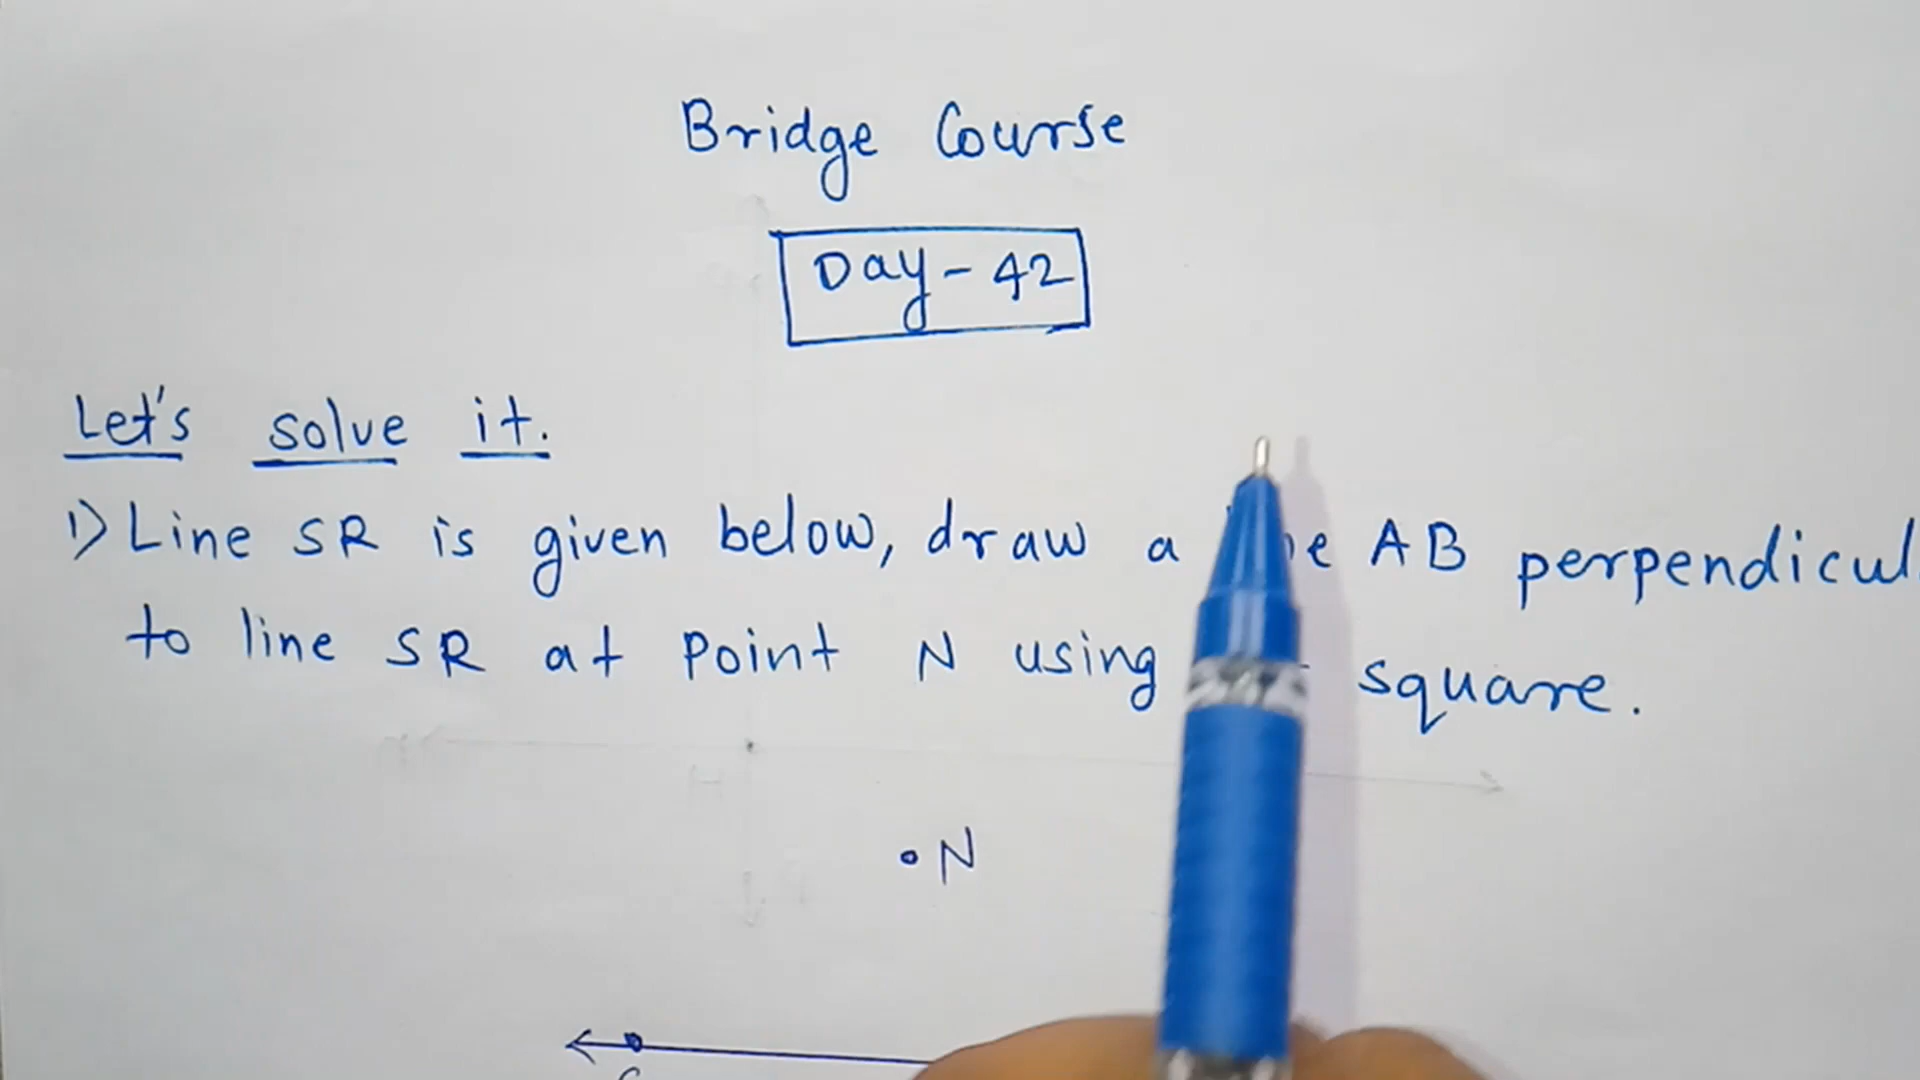 Bridge Course
Day - 42
Let's solve it.
1) Line SR is given below, draw a AB perpendicul
to line SR at point N using square.
N